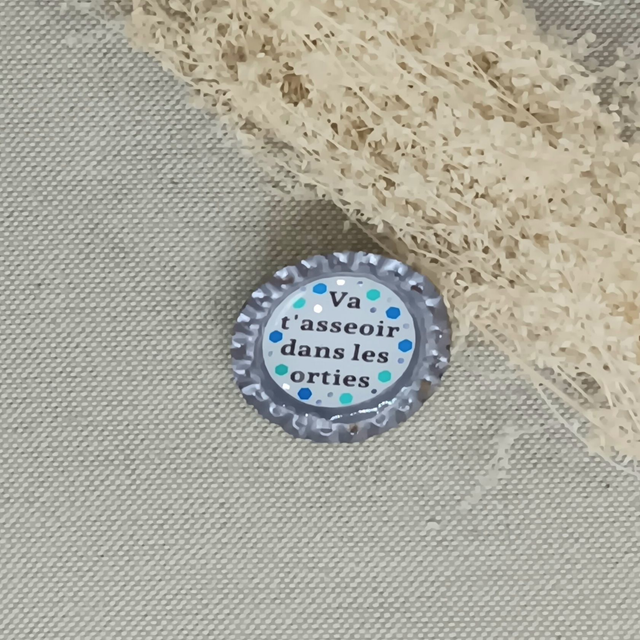 Va
t'asseoir
dans les
orties